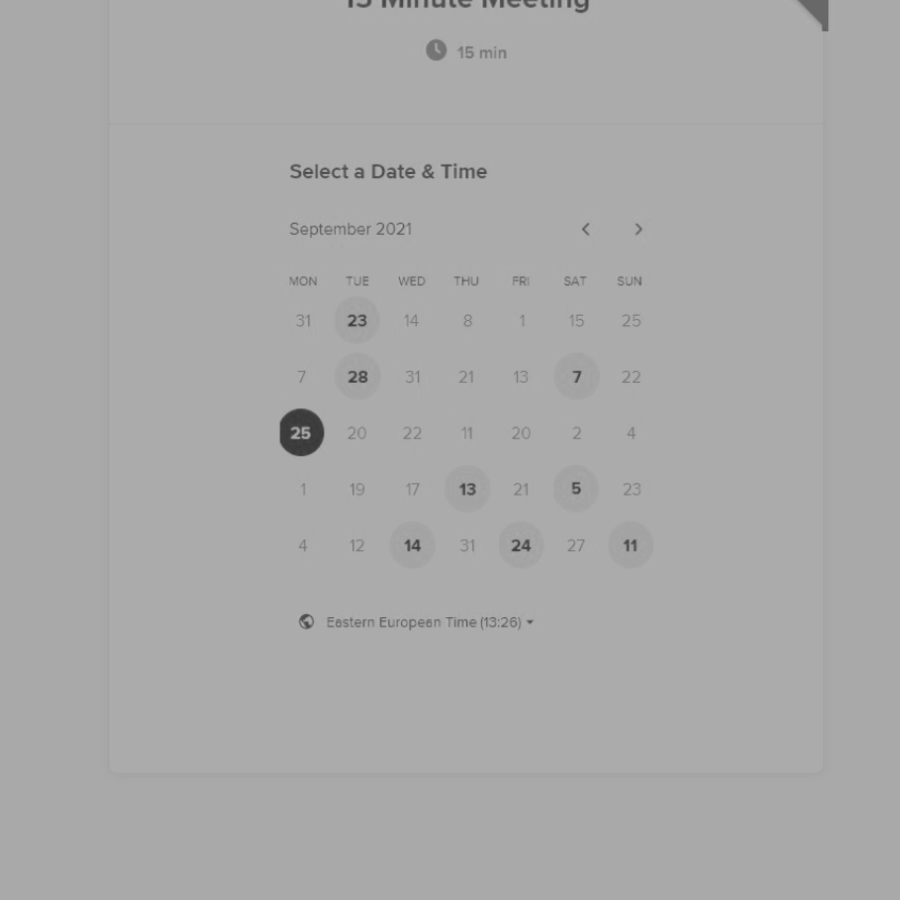 15 Minute Meeting
15 min
Select a Date & Time
September 2021
MON TUE WED THU FRI SAT SUN
31 23 14 8 1 15 25
7 28 31 21 13 7 22
25 20 22 11 20 2 4
1 19 17 13 21 5 23
4 12 14 31 24 27 11
Eastern European Time (13:26)